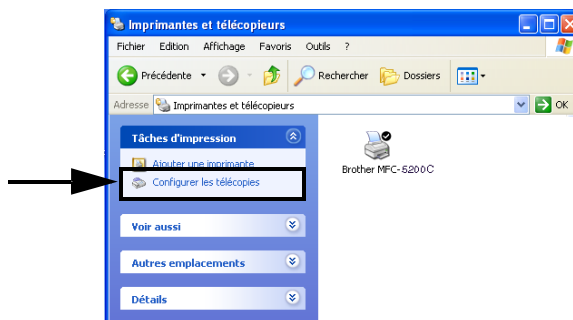 Imprimantes et télécopieurs
Fichier Edition Affichage Favoris Outils ?
Précédente Rechercher Dossiers
Adresse Imprimantes et télécopieurs OK
Tâches d'impression
Ajouter une imprimante
Configurer les télécopies
Voir aussi
Autres emplacements
Détails
Brother MFC-5200C